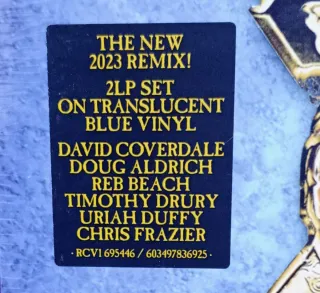 THE NEW
2023 REMIX!
2LP SET
ON TRANSLUCENT
BLUE VINYL
DAVID COVERDALE
DOUG ALDRICH
REB BEACH
TIMOTHY DRURY
URIAH DUFFY
CHRIS FRAZIER
· RCV1 695446 / 603497836925 ·